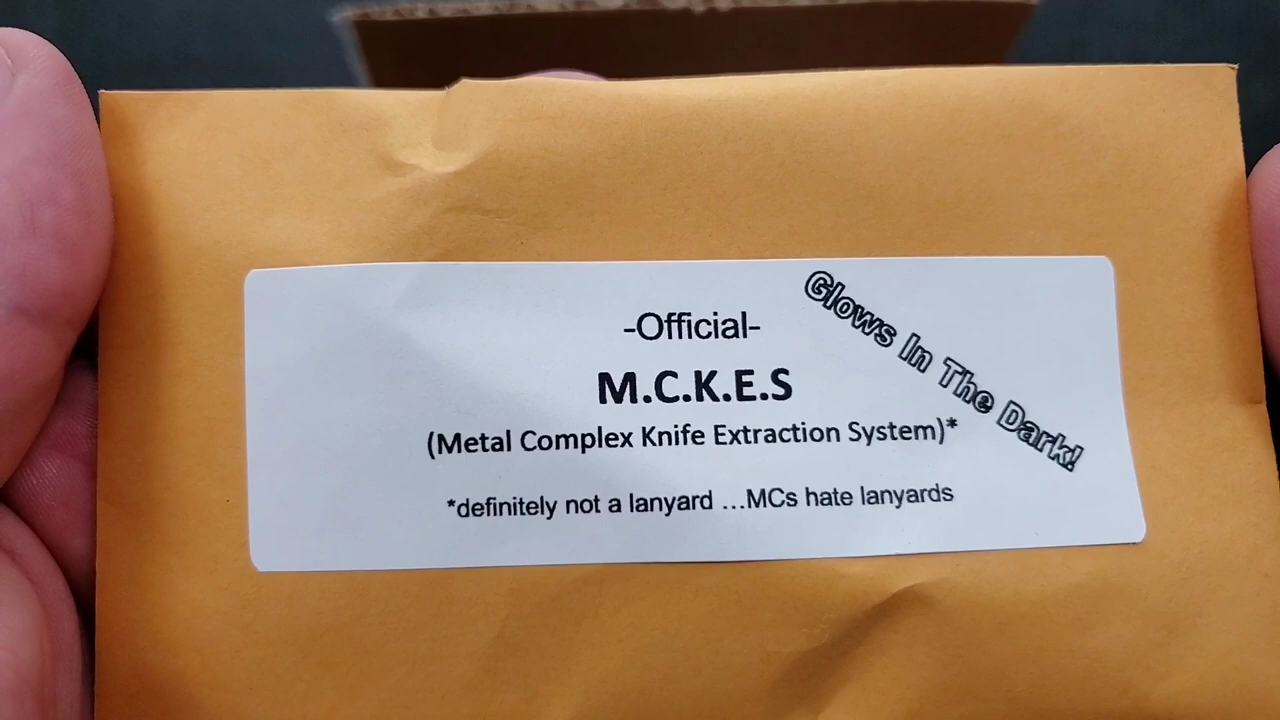 -Official-
M.C.K.E.S
(Metal Complex Knife Extraction System)*
*definitely not a lanyard ...MCs hate lanyards
Glows In The Dark!